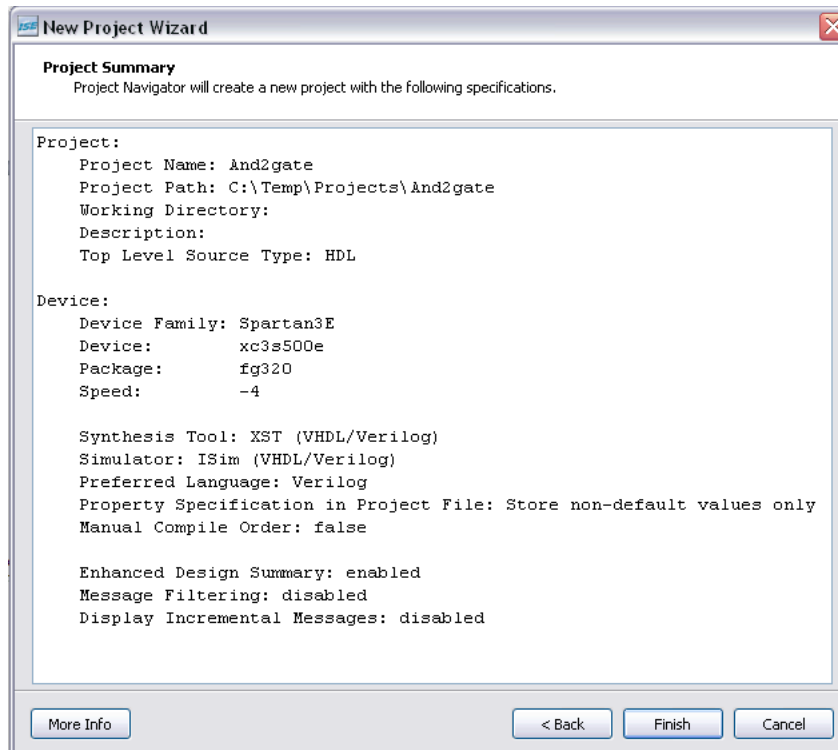 ISE New Project Wizard
Project Summary
Project Navigator will create a new project with the following specifications.
Project:
Project Name: And2gate
Project Path: C:\Temp\Projects\And2gate
Working Directory:
Description:
Top Level Source Type: HDL
Device:
Device Family: Spartan3E
Device: xc3s500e
Package: fg320
Speed: -4
Synthesis Tool: XST (VHDL/Verilog)
Simulator: ISim (VHDL/Verilog)
Preferred Language: Verilog
Property Specification in Project File: Store non-default values only
Manual Compile Order: false
Enhanced Design Summary: enabled
Message Filtering: disabled
Display Incremental Messages: disabled
More Info < Back Finish Cancel